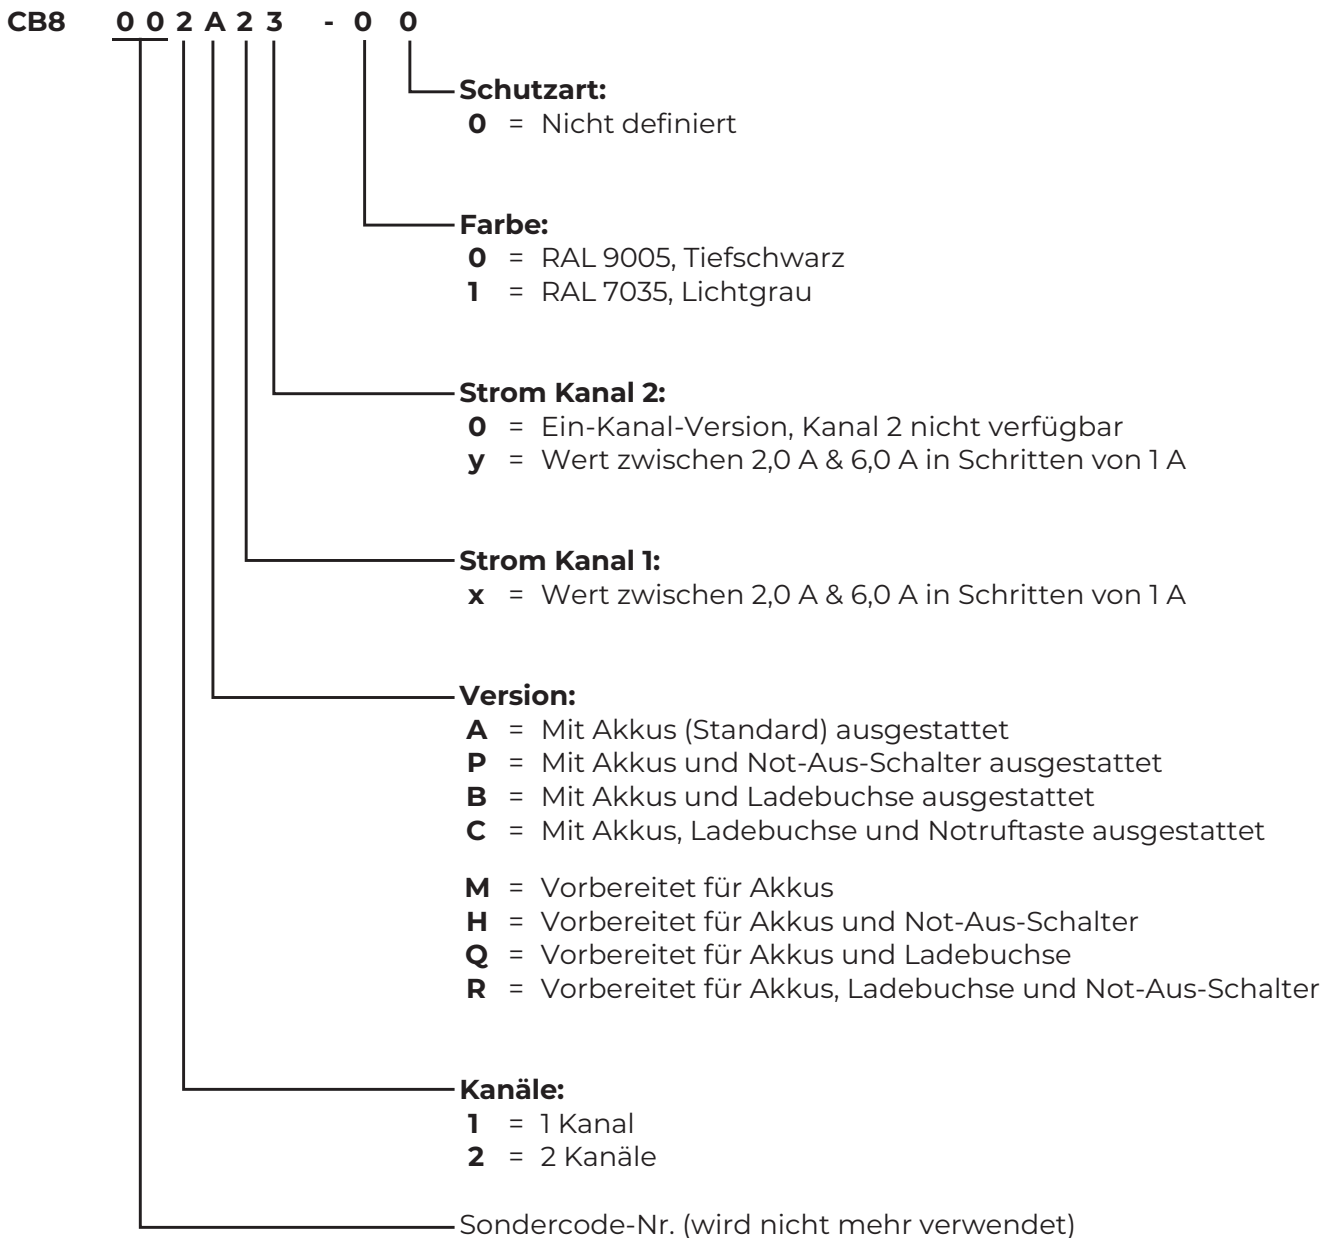 CB8 0 0 2 A 2 3 - 0 0
Schutzart:
0 = Nicht definiert
Farbe:
0 = RAL 9005, Tiefschwarz
1 = RAL 7035, Lichtgrau
Strom Kanal 2:
0 = Ein-Kanal-Version, Kanal 2 nicht verfügbar
y = Wert zwischen 2,0 A & 6,0 A in Schritten von 1 A
Strom Kanal 1:
x = Wert zwischen 2,0 A & 6,0 A in Schritten von 1 A
Version:
A = Mit Akkus (Standard) ausgestattet
P = Mit Akkus und Not-Aus-Schalter ausgestattet
B = Mit Akkus und Ladebuchse ausgestattet
C = Mit Akkus, Ladebuchse und Notruftaste ausgestattet
M = Vorbereitet für Akkus
H = Vorbereitet für Akkus und Not-Aus-Schalter
Q = Vorbereitet für Akkus und Ladebuchse
R = Vorbereitet für Akkus, Ladebuchse und Not-Aus-Schalter
Kanäle:
1 = 1 Kanal
2 = 2 Kanäle
Sondercode-Nr. (wird nicht mehr verwendet)